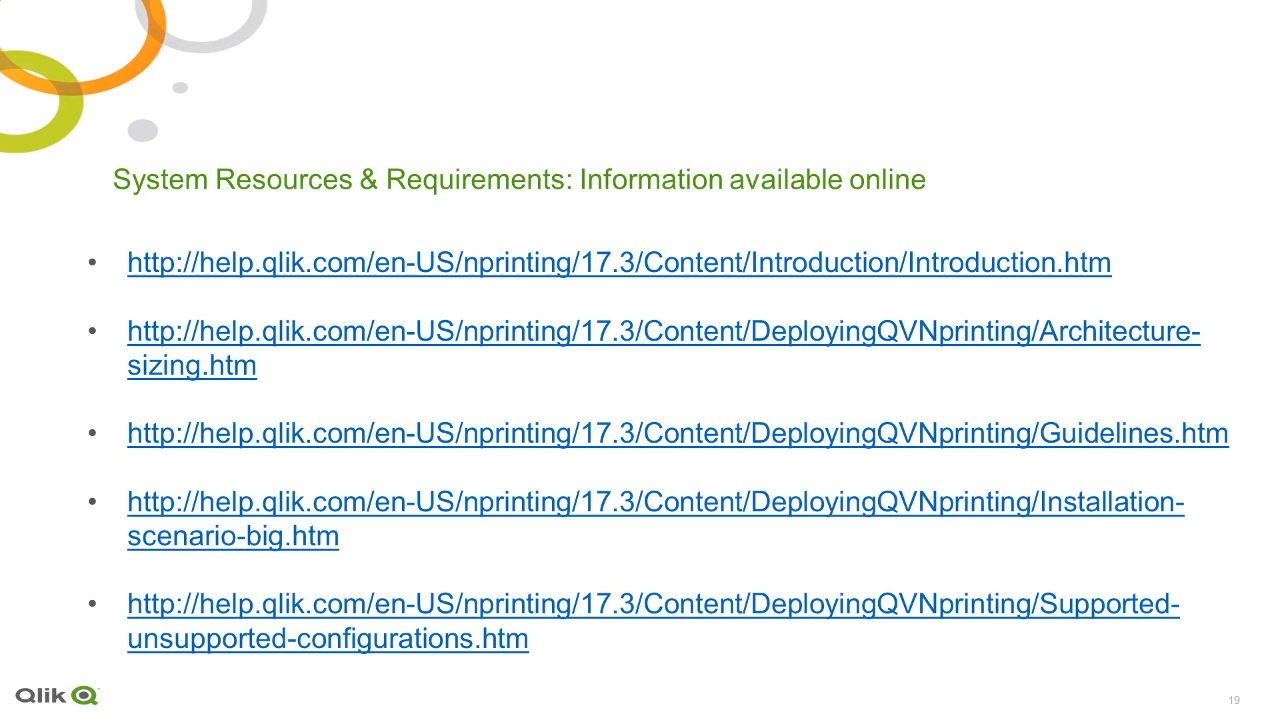 System Resources & Requirements: Information available online
• http://help.qlik.com/en-US/nprinting/17.3/Content/Introduction/Introduction.htm
• http://help.qlik.com/en-US/nprinting/17.3/Content/DeployingQVNprinting/Architecture-
sizing.htm
• http://help.qlik.com/en-US/nprinting/17.3/Content/DeployingQVNprinting/Guidelines.htm
• http://help.qlik.com/en-US/nprinting/17.3/Content/DeployingQVNprinting/Installation-
scenario-big.htm
• http://help.qlik.com/en-US/nprinting/17.3/Content/DeployingQVNprinting/Supported-
unsupported-configurations.htm
Qlik
19